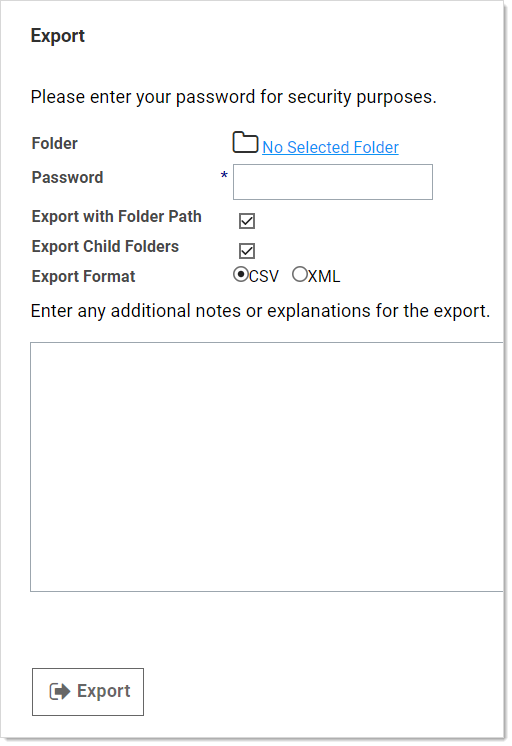 Export
Please enter your password for security purposes.
Folder No Selected Folder
Password *
Export with Folder Path
Export Child Folders
Export Format CSV XML
Enter any additional notes or explanations for the export.
Export